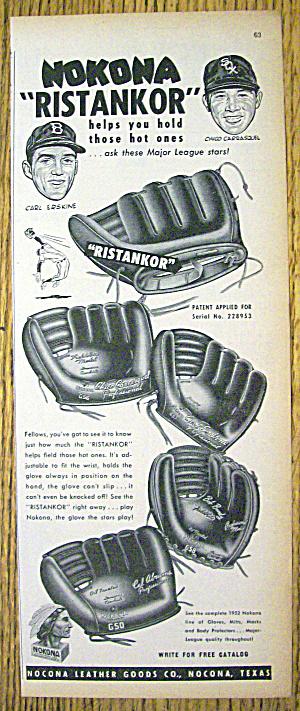 63
NOKONA
"RISTANKOR"
helps you hold
those hot ones
...ask these Major League stars!
SOX
CHICO CARRASQUEL
B
CARL ERSKINE
"RISTANKOR"
PATENT APPLIED FOR
Serial No. 228953
G56
Fellows, you've got to see it to know
just how much the "RISTANKOR"
helps field those hot ones. It's ad-
justable to fit the wrist, holds the
glove always in position on the
hand, the glove can't slip...it
can't even be knocked off! See the
"RISTANKOR" right away...play
Nokona, the glove the stars play!
G50
NOKONA
See the complete 1952 Nokona
line of Gloves, Mitts, Masks
and Body Protectors...Major-
League quality throughout!
WRITE FOR FREE CATALOG
NOCONA LEATHER GOODS CO., NOCONA, TEXAS